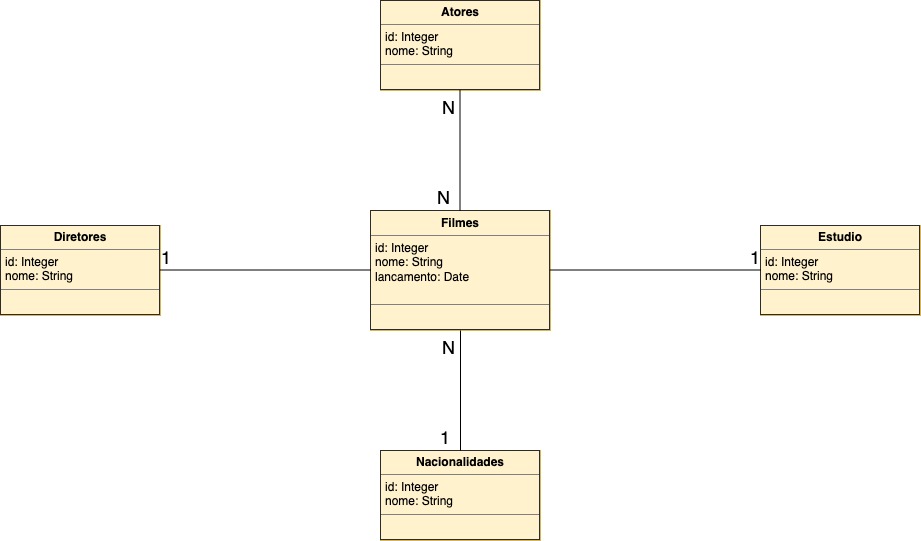 Atores
id: Integer
nome: String
N
N
Filmes
id: Integer
nome: String
lancamento: Date
Diretores
id: Integer
nome: String
1
1
Estudio
id: Integer
nome: String
N
1
Nacionalidades
id: Integer
nome: String